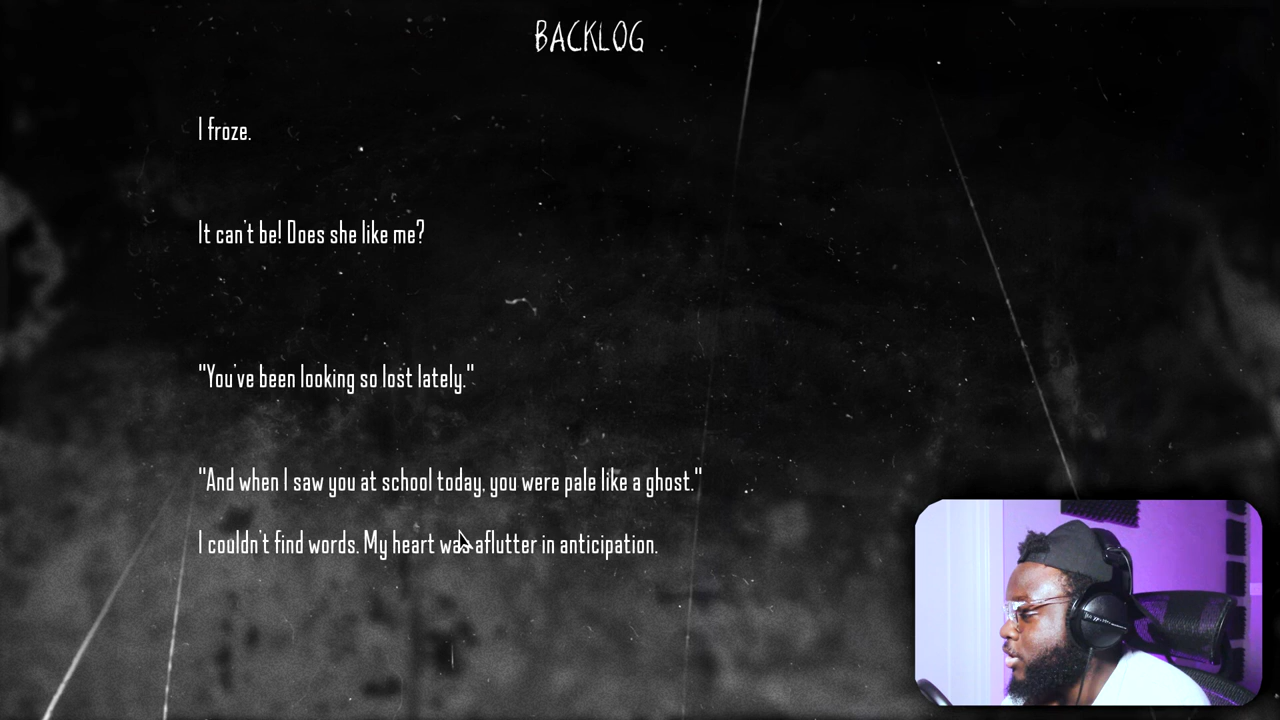 BACKLOG
I froze.
It can't be! Does she like me?
"You've been looking so lost lately."
"And when I saw you at school today, you were pale like a ghost."
I couldn't find words. My heart was aflutter in anticipation.